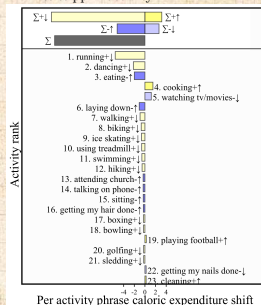 Σ+↓ Σ+↑
Σ-↑ Σ-↓
Σ
1. running+↓
2. dancing+↓
3. eating-↑
4. cooking+↑
5. watching tv/movies-↓
6. laying down-↑
7. walking+↓
8. biking+↓
9. ice skating+↓
10. using treadmill+↓
11. swimming+↓
12. hiking+↓
13. attending church-↑
14. talking on phone-↑
15. sitting-↑
16. getting my hair done-↑
17. boxing+↓
18. bowling+↓
19. playing football+↑
20. golfing+↓
21. sledding+↓
22. getting my nails done-↓
23. cleaning+↑
-4 -2 0 2 4
Activity rank
Per activity phrase caloric expenditure shift